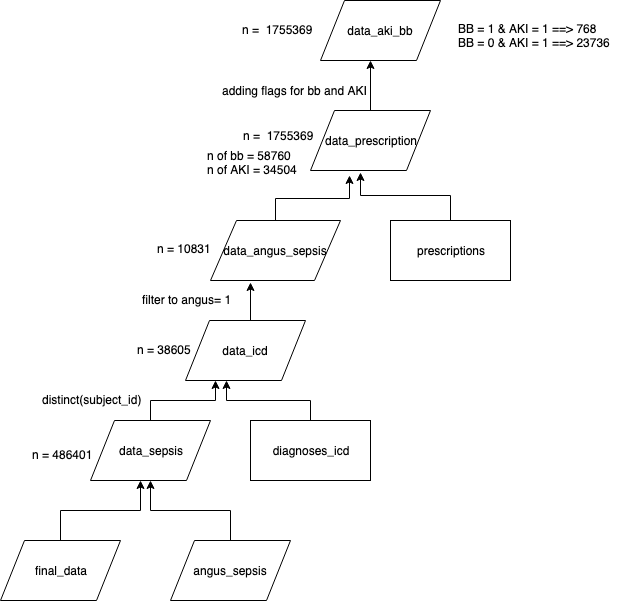 n = 1755369
data_aki_bb
BB = 1 & AKI = 1 ==> 768
BB = 0 & AKI = 1 ==> 23736
adding flags for bb and AKI
n = 1755369
data_prescription
n of bb = 58760
n of AKI = 34504
n = 10831
data_angus_sepsis
prescriptions
filter to angus= 1
n = 38605
data_icd
distinct(subject_id)
n = 486401
data_sepsis
diagnoses_icd
final_data
angus_sepsis